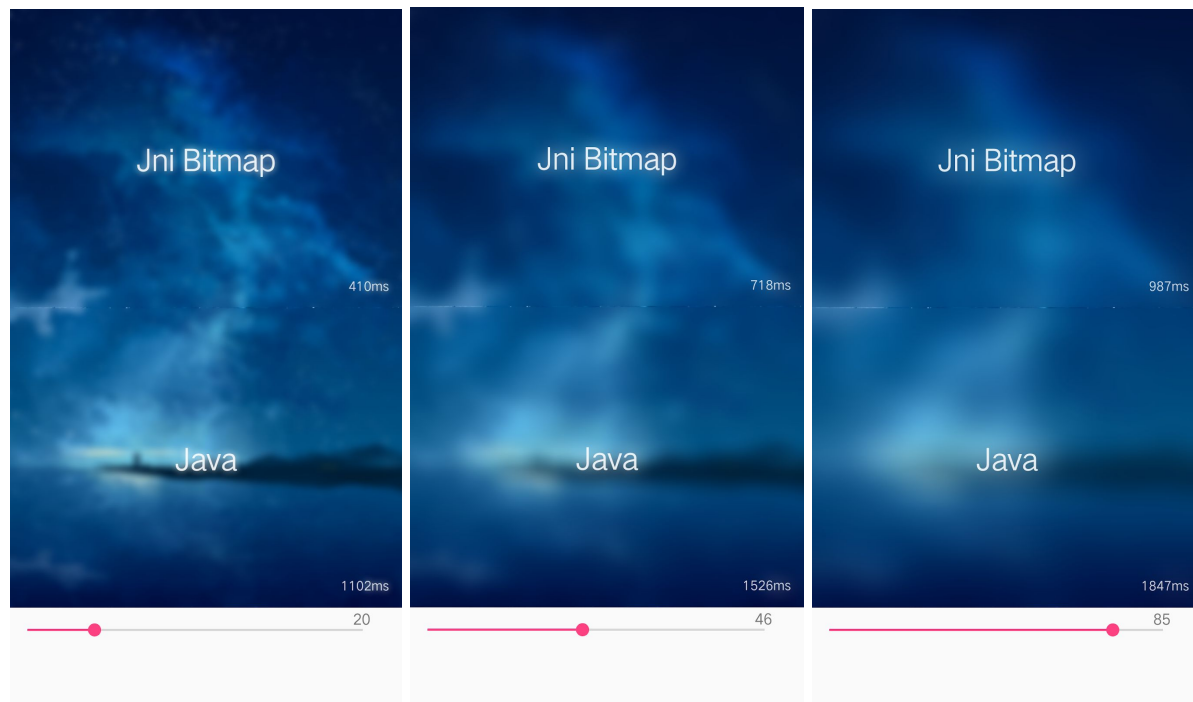 Jni Bitmap
410ms
Java
1102ms
20
Jni Bitmap
718ms
Java
1526ms
46
Jni Bitmap
987ms
Java
1847ms
85